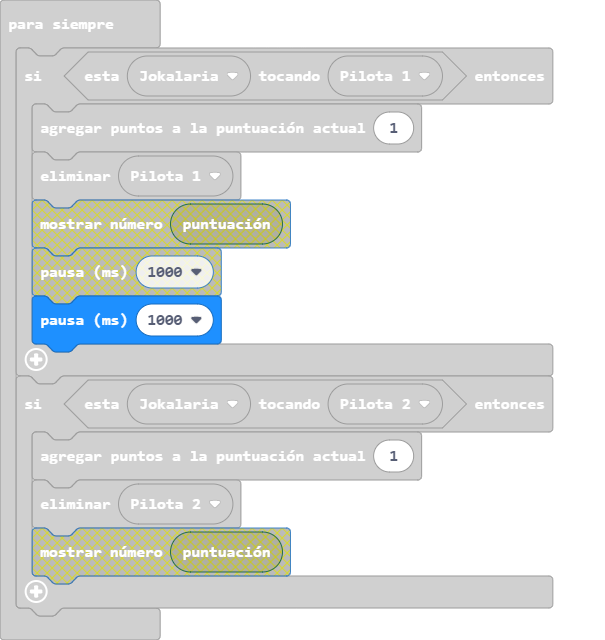 para siempre
si esta Jokalaria tocando Pilota 1 entonces
agregar puntos a la puntuación actual 1
eliminar Pilota 1
mostrar número puntuación
pausa (ms) 1000
pausa (ms) 1000
si esta Jokalaria tocando Pilota 2 entonces
agregar puntos a la puntuación actual 1
eliminar Pilota 2
mostrar número puntuación